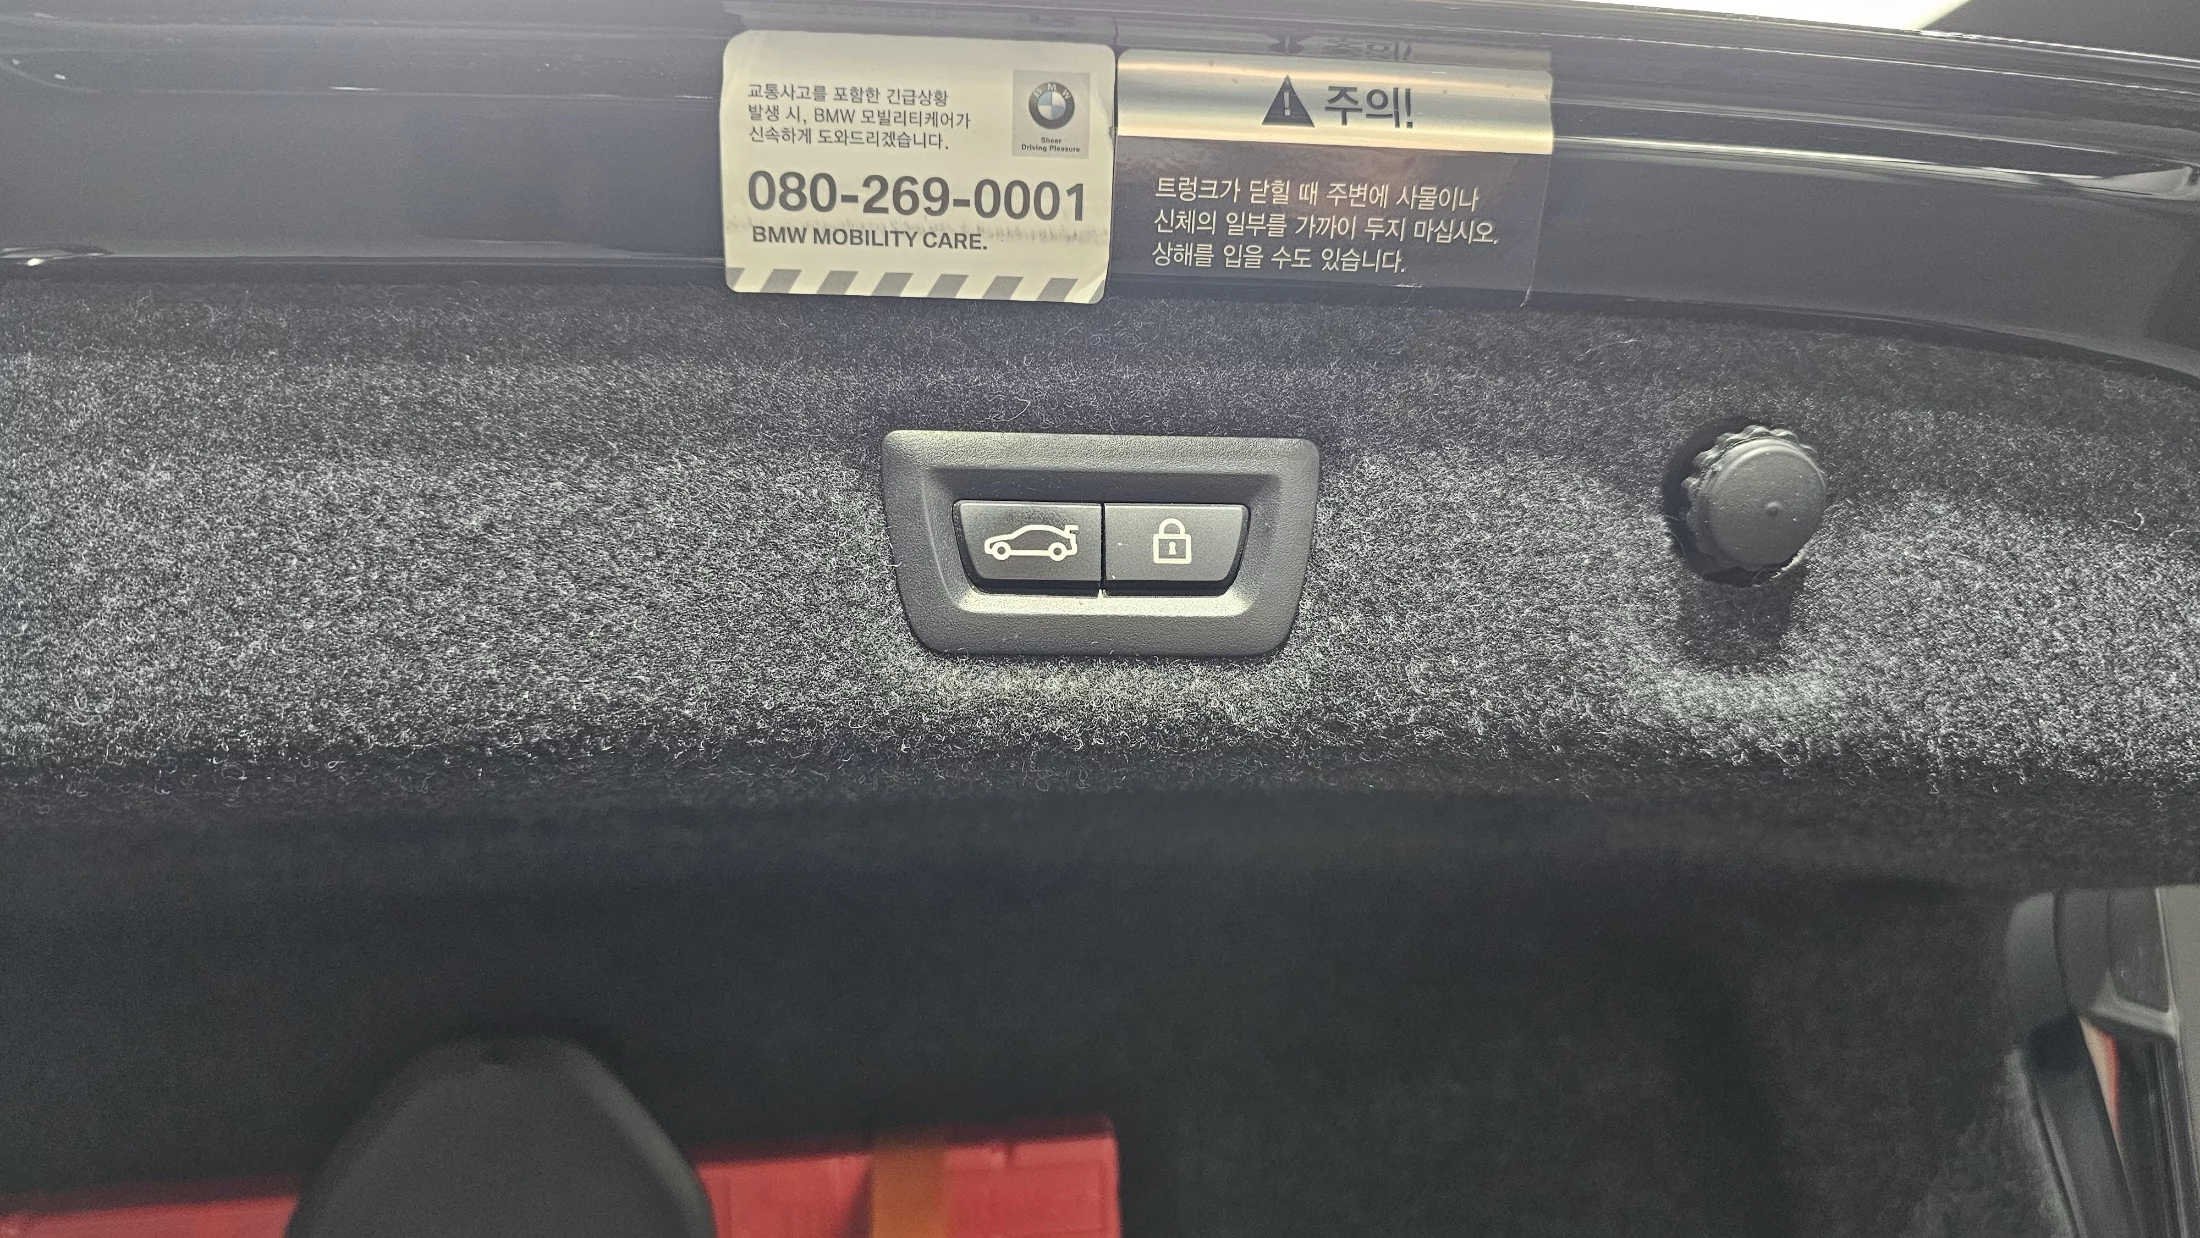 교통사고를 포함한 긴급상황
발생 시, BMW 모빌리티케어가
신속하게 도와드리겠습니다.
BMW
Sheer
Driving Pleasure
080-269-0001
BMW MOBILITY CARE.
주의!
트렁크가 닫힐 때 주변에 사물이나
신체의 일부를 가까이 두지 마십시오.
상해를 입을 수도 있습니다.